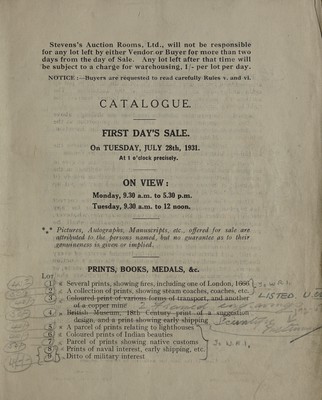 Stevens's Auction Rooms, Ltd., will not be responsible
for any lot left by either Vendor or Buyer for more than two
days from the day of Sale. Any lot left after that time will
be subject to a charge for warehousing, 1/- per lot per day.
NOTICE :—Buyers are requested to read carefully Rules v. and vi.
CATALOGUE.
FIRST DAY'S SALE.
On TUESDAY, JULY 28th, 1931.
At 1 o'clock precisely.
ON VIEW :
Monday, 9.30 a.m. to 5.30 p.m.
Tuesday, 9.30 a.m. to 12 noon.
*⁎* Pictures, Autographs, Manuscripts, etc., offered for sale are
attributed to the persons named, but no guarantee as to their
genuineness is given or implied.
PRINTS, BOOKS, MEDALS, &c.
Lot
1 Several prints, showing fires, including one of London, 1666
2 A collection of prints, showing steam coaches, coaches, etc.
LISTED
3 Coloured print of various forms of transport, and another
on copper mine
4 British Museum, 18th Century print of a suggestion
design, and a print showing early shipping
5 A parcel of prints relating to lighthouses
6 Coloured prints of Indian beauties
7 Parcel of prints showing native customs
8 Prints of naval interest, early shipping, etc.
9 Ditto of military interest